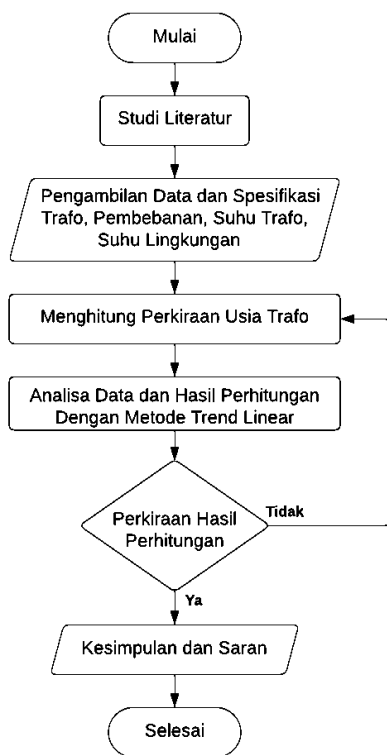 Mulai
Studi Literatur
Pengambilan Data dan Spesifikasi
Trafo, Pembebanan, Suhu Trafo,
Suhu Lingkungan
Menghitung Perkiraan Usia Trafo
Analisa Data dan Hasil Perhitungan
Dengan Metode Trend Linear
Perkiraan Hasil
Perhitungan
Tidak
Ya
Kesimpulan dan Saran
Selesai